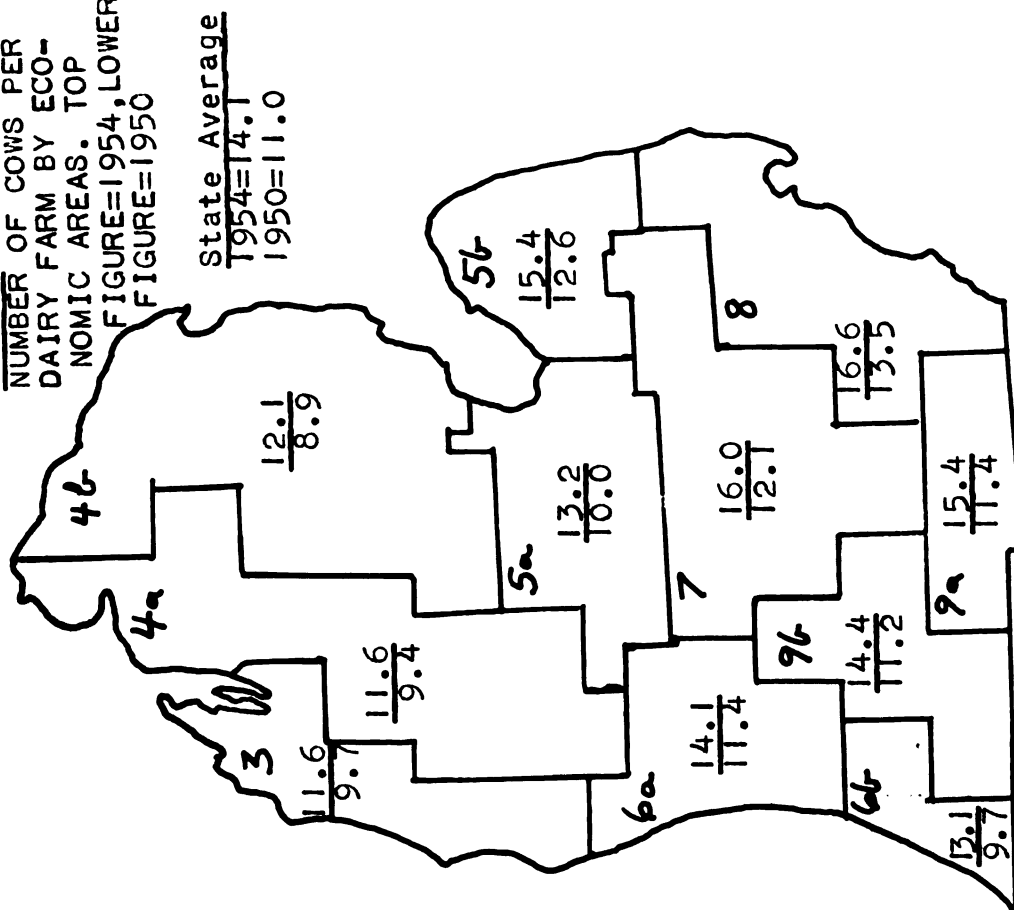 NUMBER OF COWS PER
DAIRY FARM BY ECO-
NOMIC AREAS. TOP
FIGURE=1954, LOWER
FIGURE=1950
State Average
1954=14.1
1950=11.0
4b
12.1
8.9
4a
11.6
9.4
3
11.6
9.7
5b
15.4
12.6
5a
13.2
10.0
6a
14.1
11.4
7
16.0
12.1
8
16.6
13.5
9b
14.4
11.2
9a
15.4
11.4
6b
13.1
9.7